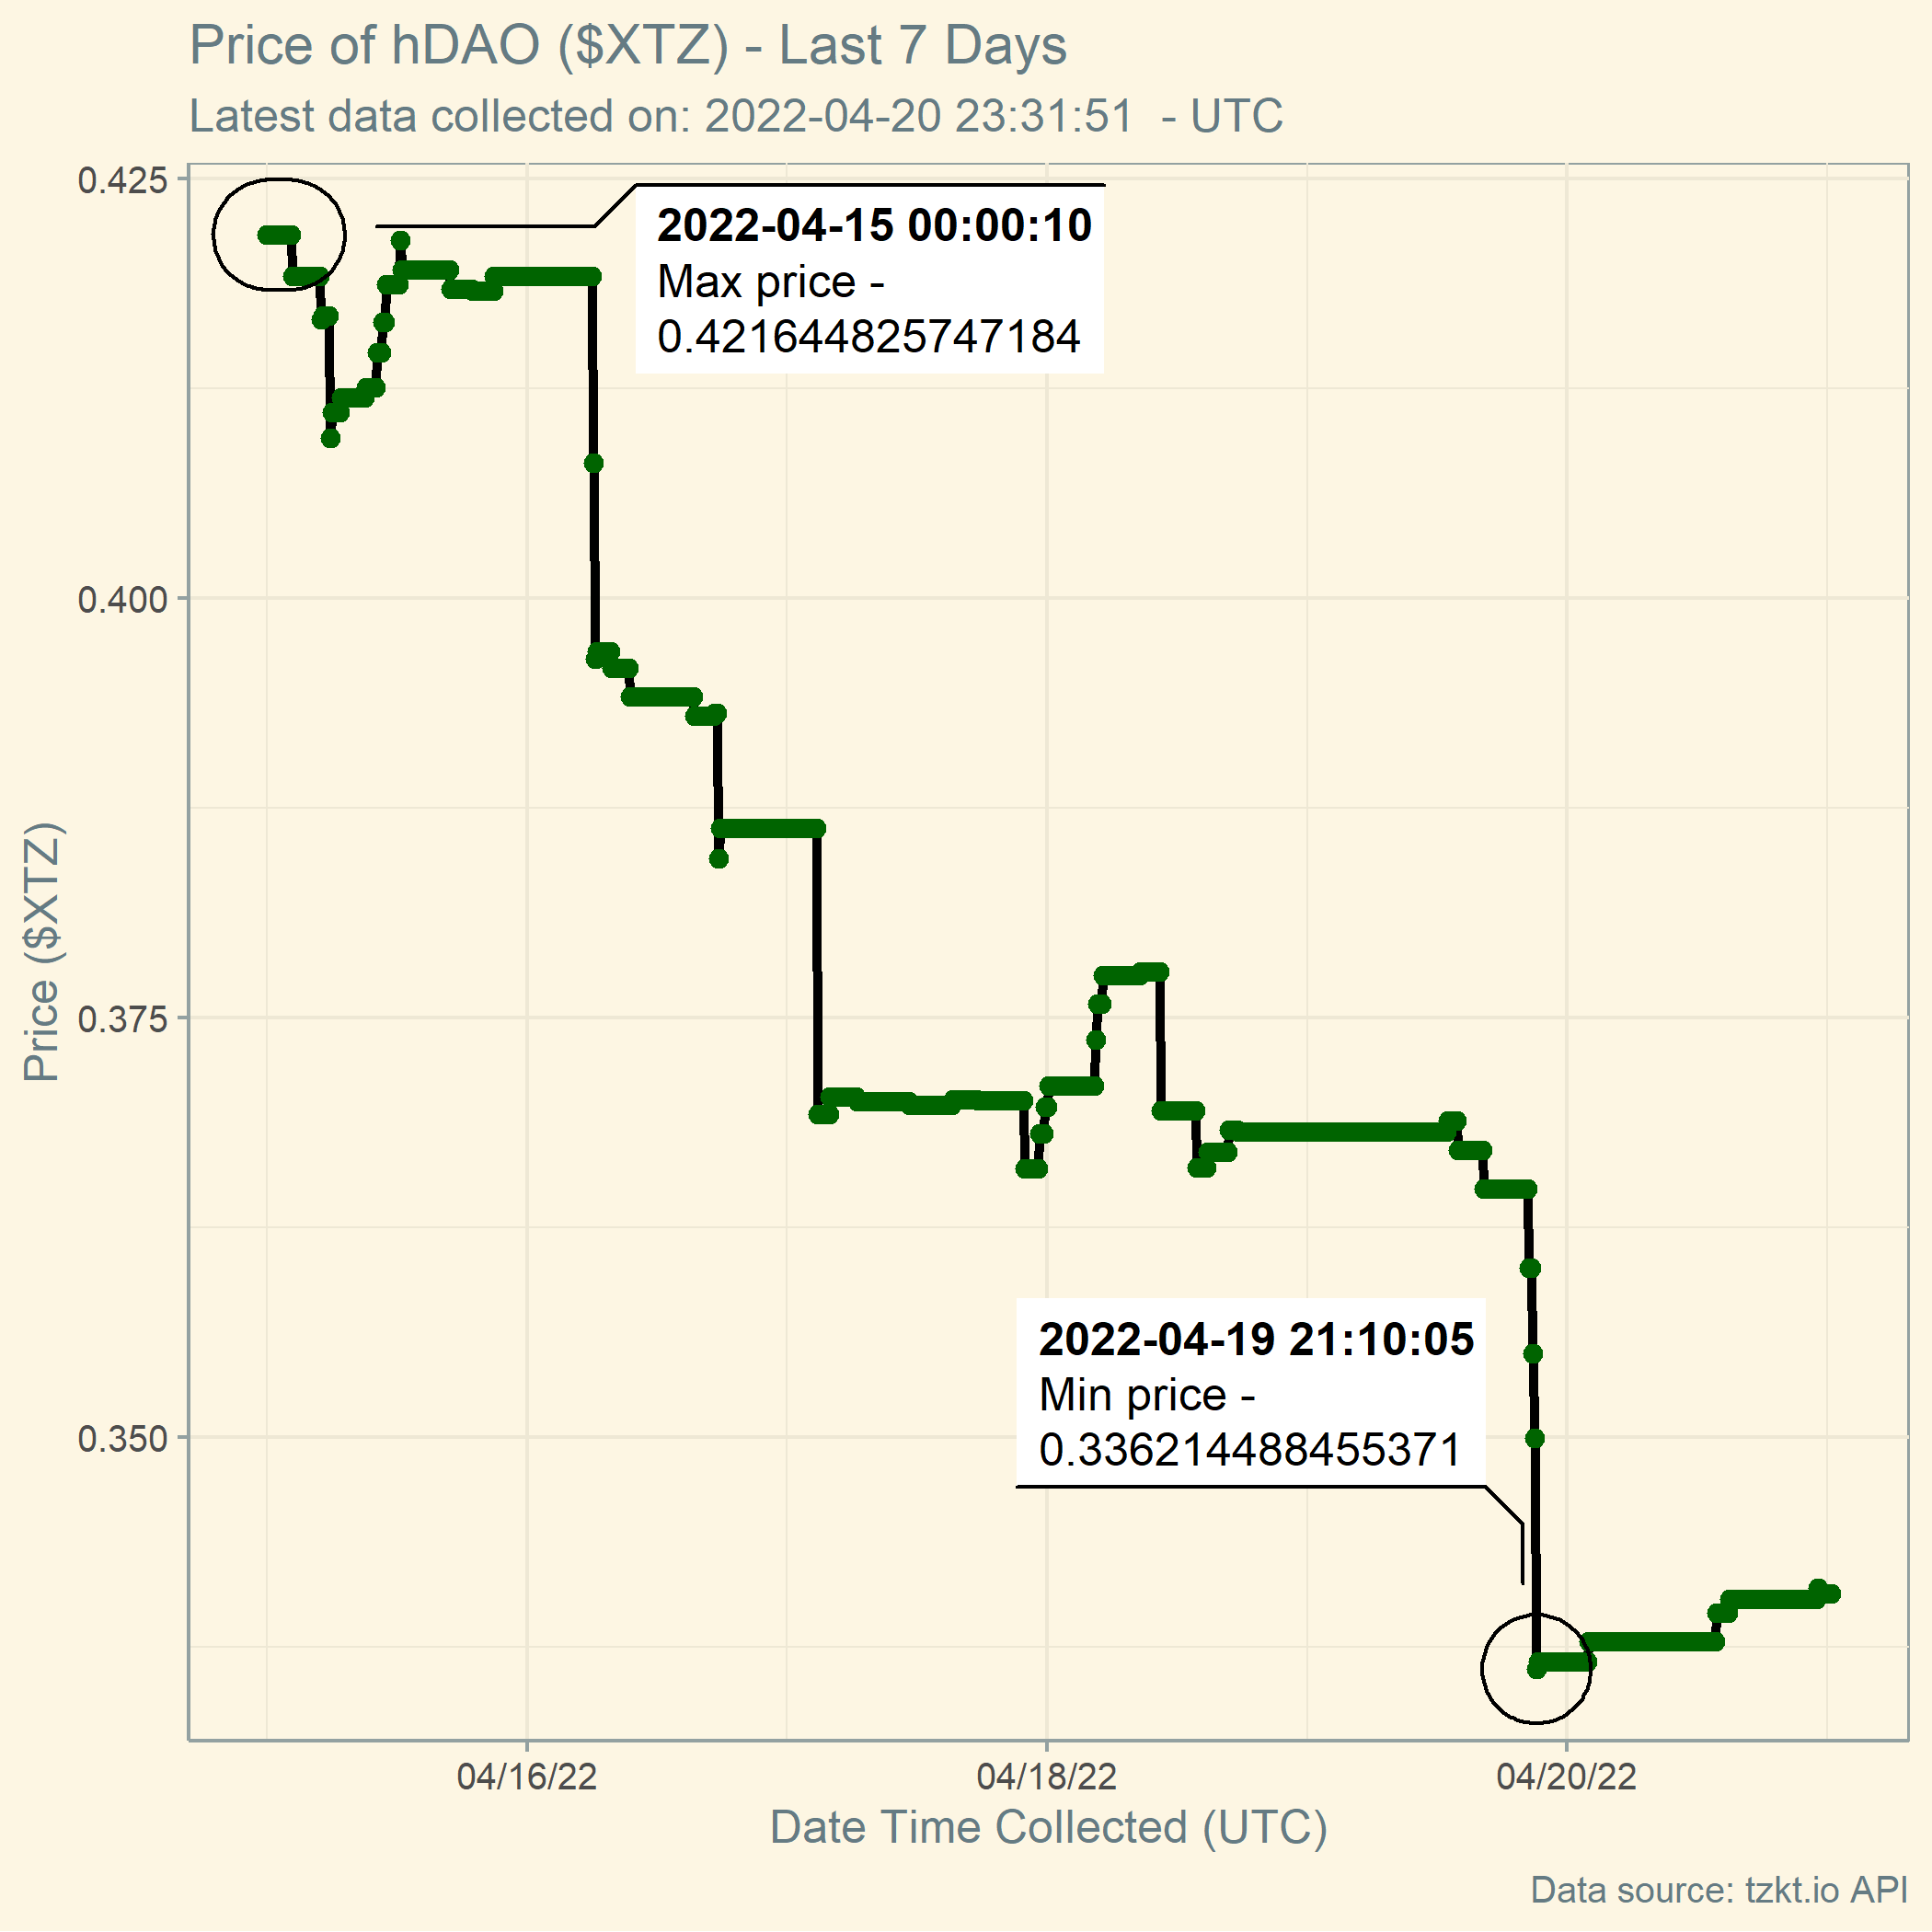 Price of hDAO ($XTZ) - Last 7 Days
Latest data collected on: 2022-04-20 23:31:51  - UTC
0.425
0.400
0.375
0.350
Price ($XTZ)
2022-04-15 00:00:10
Max price -
0.421644825747184
2022-04-19 21:10:05
Min price -
0.336214488455371
04/16/22
04/18/22
04/20/22
Date Time Collected (UTC)
Data source: tzkt.io API